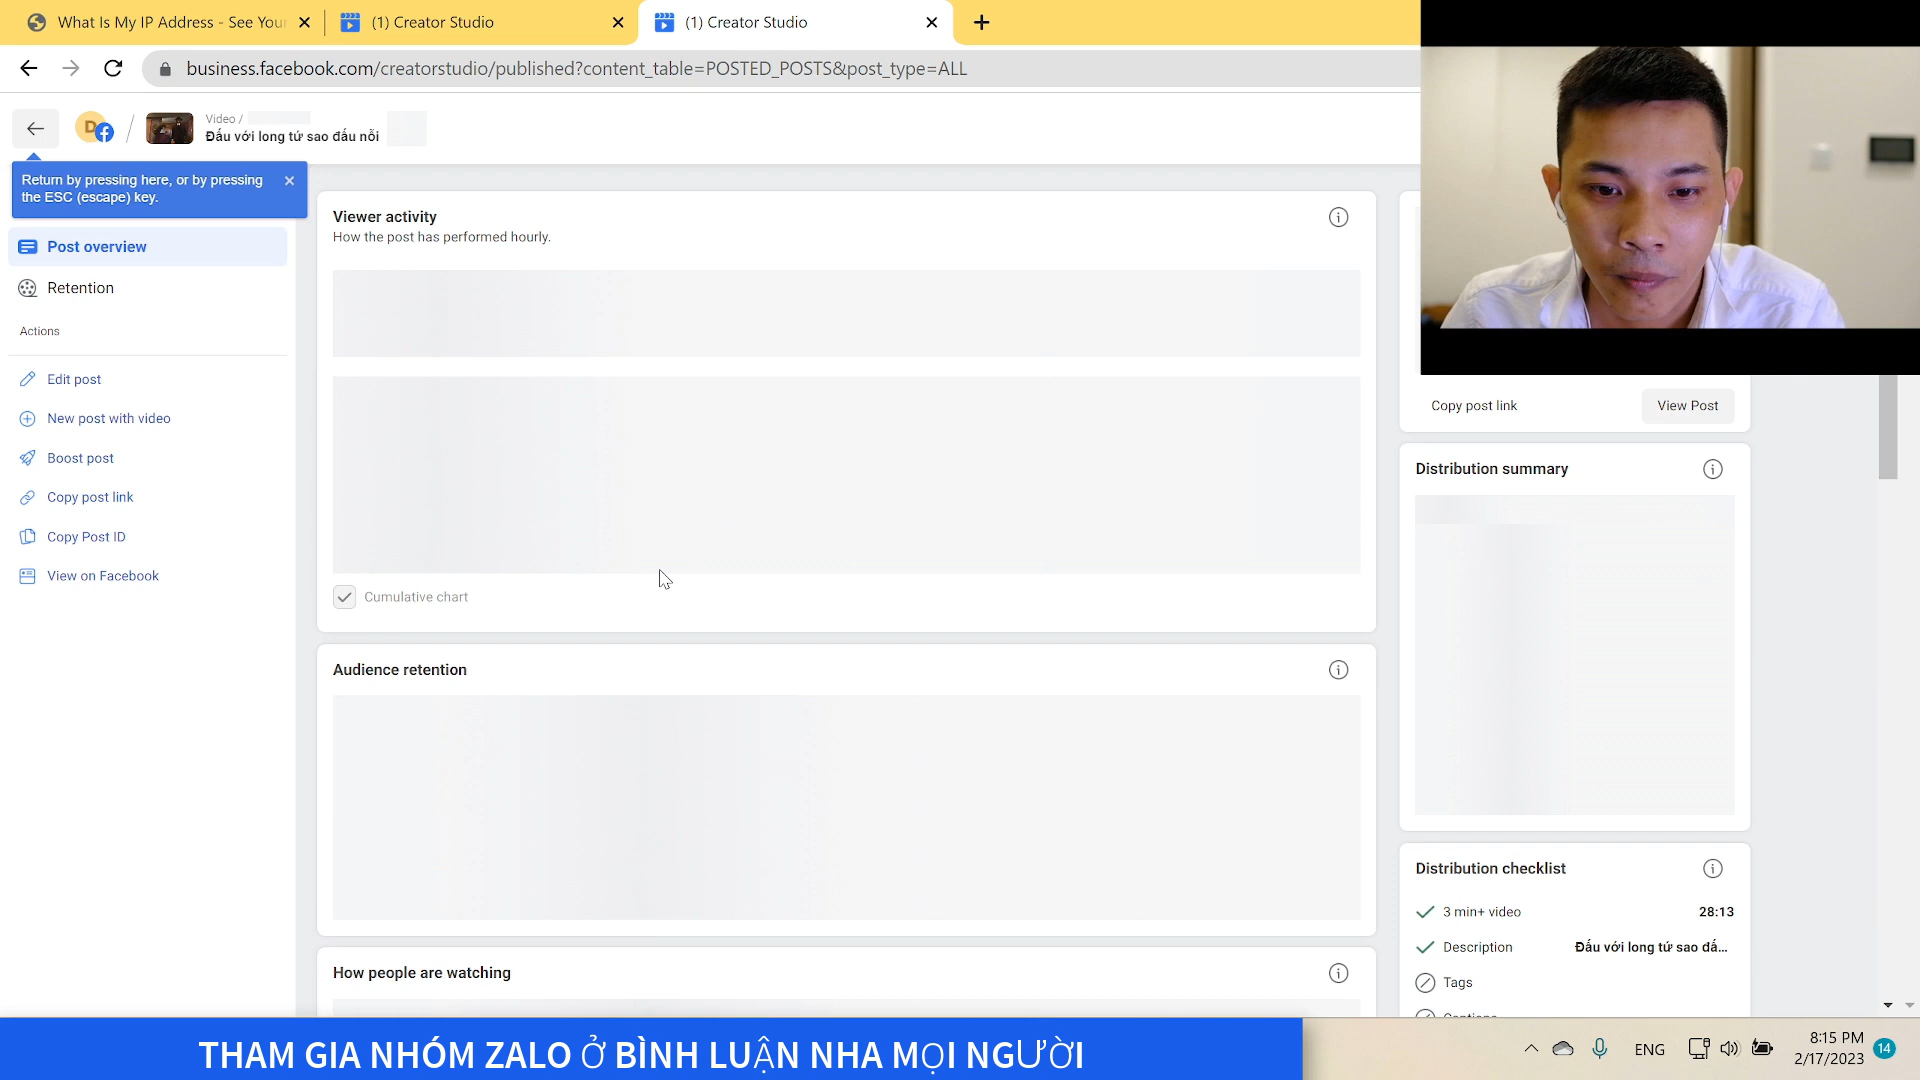 What Is My IP Address - See Your
(1) Creator Studio
(1) Creator Studio
business.facebook.com/creatorstudio/published?content_table=POSTED_POSTS&post_type=ALL
D
Video /
Đấu với long tứ sao đấu nỗi
Return by pressing here, or by pressing
the ESC (escape) key.
Post overview
Retention
Actions
Edit post
New post with video
Boost post
Copy post link
Copy Post ID
View on Facebook
Viewer activity
How the post has performed hourly.
Cumulative chart
Audience retention
How people are watching
Copy post link
View Post
Distribution summary
Distribution checklist
3 min+ video
28:13
Description
Đấu với long tứ sao đấ...
Tags
Captions
THAM GIA NHÓM ZALO Ở BÌNH LUẬN NHA MỌI NGƯỜI
ENG
8:15 PM
2/17/2023
14